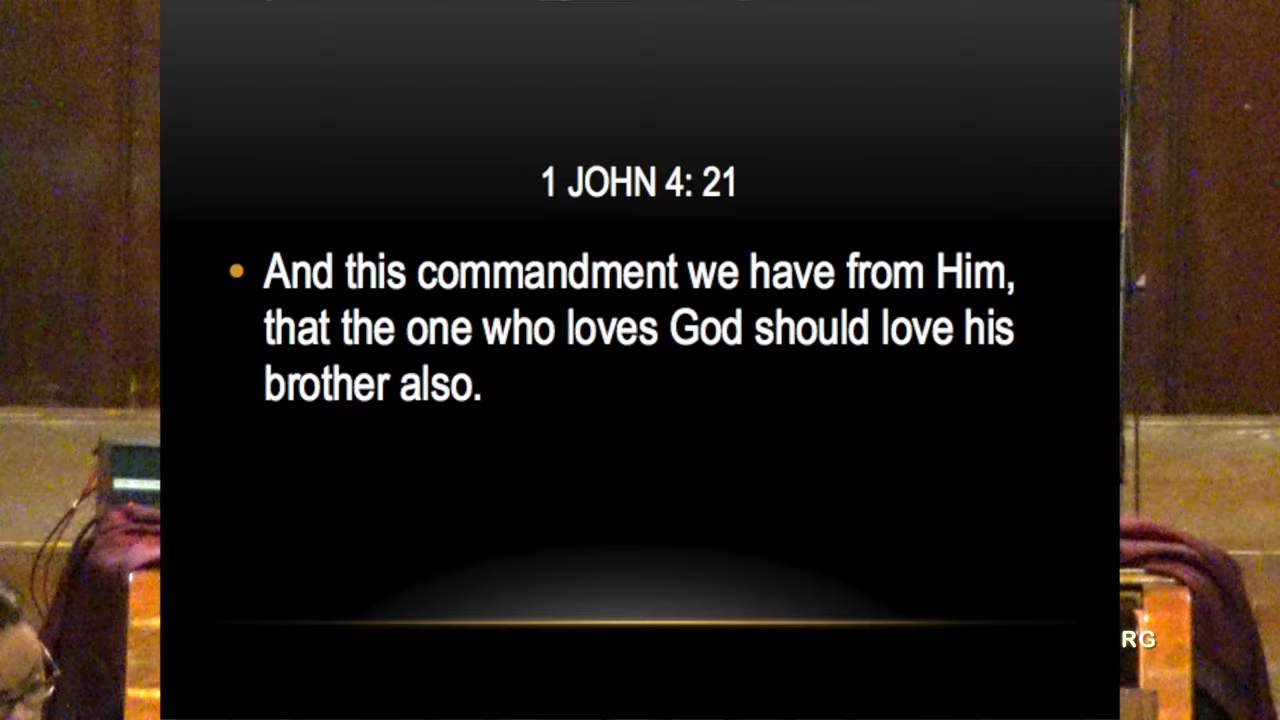 1 JOHN 4: 21
• And this commandment we have from Him,
that the one who loves God should love his
brother also.
RG